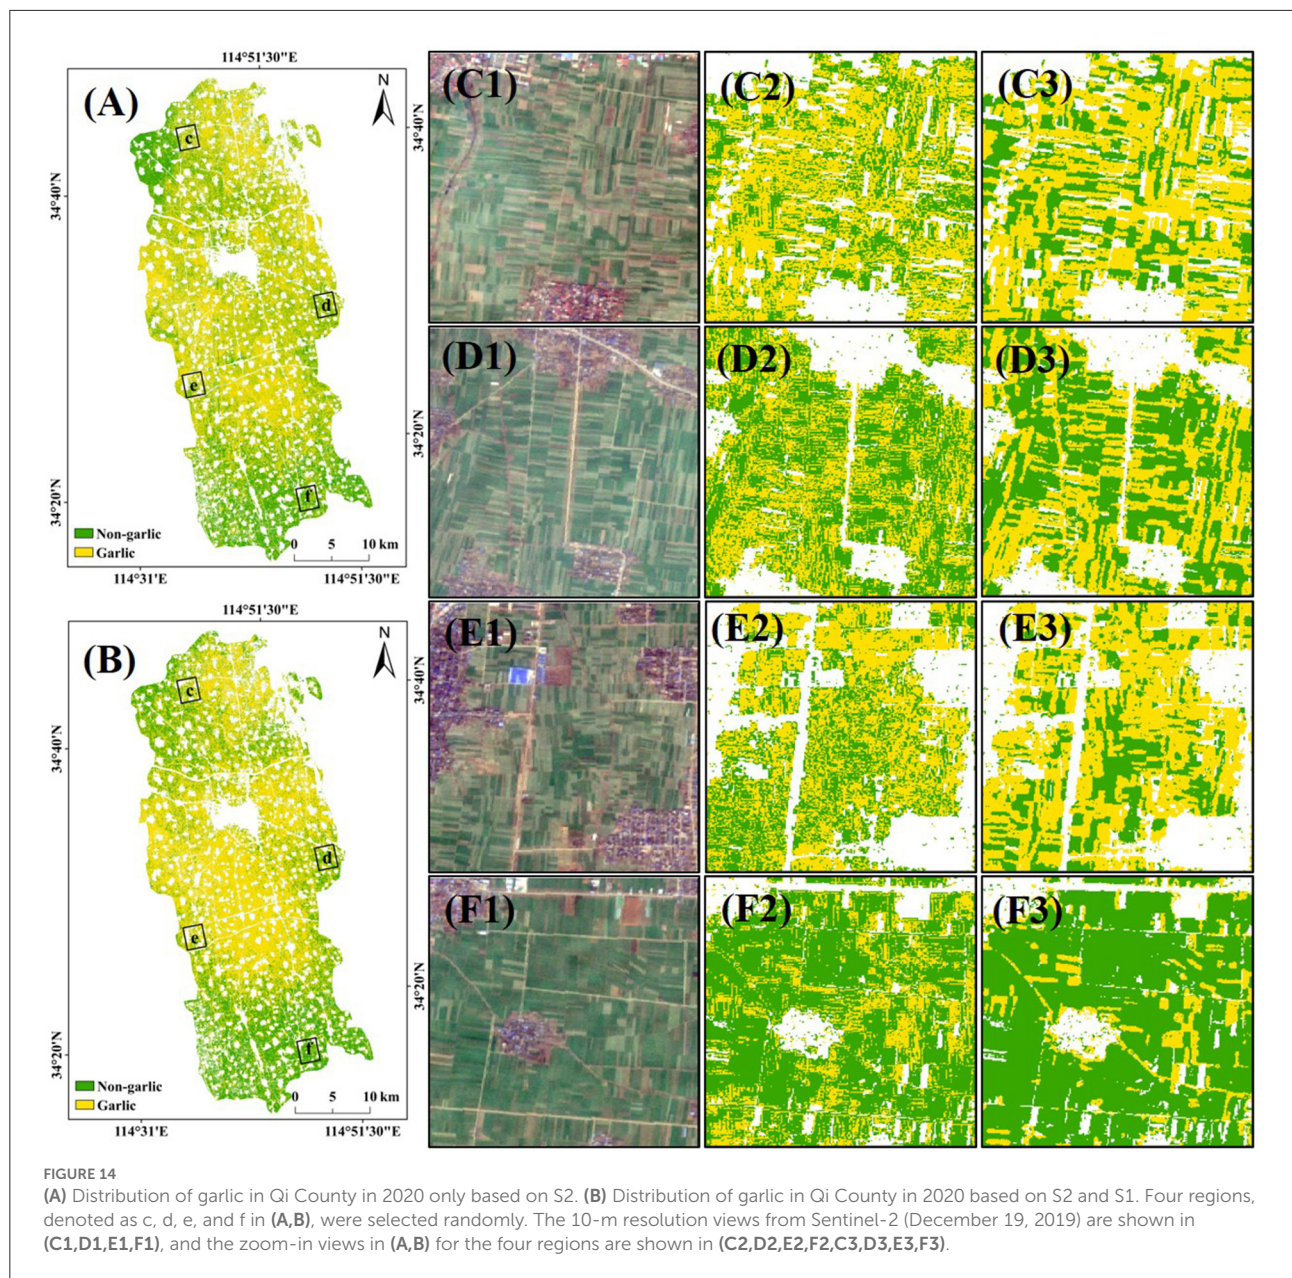 114°51'30"E
(A)
N
c
34°40'N
34°40'N
d
e
34°20'N
f
34°20'N
Non-garlic
Garlic
0 5 10 km
114°31'E
114°51'30"E
114°51'30"E
(B)
N
c
34°40'N
34°40'N
d
e
34°20'N
f
34°20'N
Non-garlic
Garlic
0 5 10 km
114°31'E
114°51'30"E
(C1)
(C2)
(C3)
(D1)
(D2)
(D3)
(E1)
(E2)
(E3)
(F1)
(F2)
(F3)
FIGURE 14
(A) Distribution of garlic in Qi County in 2020 only based on S2. (B) Distribution of garlic in Qi County in 2020 based on S2 and S1. Four regions,
denoted as c, d, e, and f in (A,B), were selected randomly. The 10-m resolution views from Sentinel-2 (December 19, 2019) are shown in
(C1,D1,E1,F1), and the zoom-in views in (A,B) for the four regions are shown in (C2,D2,E2,F2,C3,D3,E3,F3).